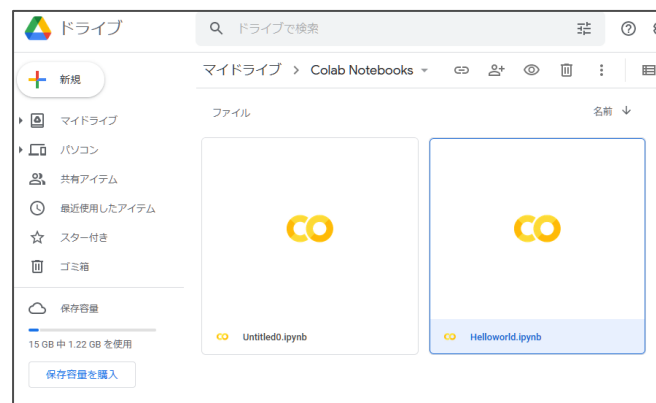 ドライブ
ドライブで検索
新規
マイドライブ > Colab Notebooks
ファイル
名前
マイドライブ
パソコン
共有アイテム
最近使用したアイテム
スター付き
ゴミ箱
保存容量
15 GB 中 1.22 GB を使用
保存容量を購入
Untitled0.ipynb
Helloworld.ipynb